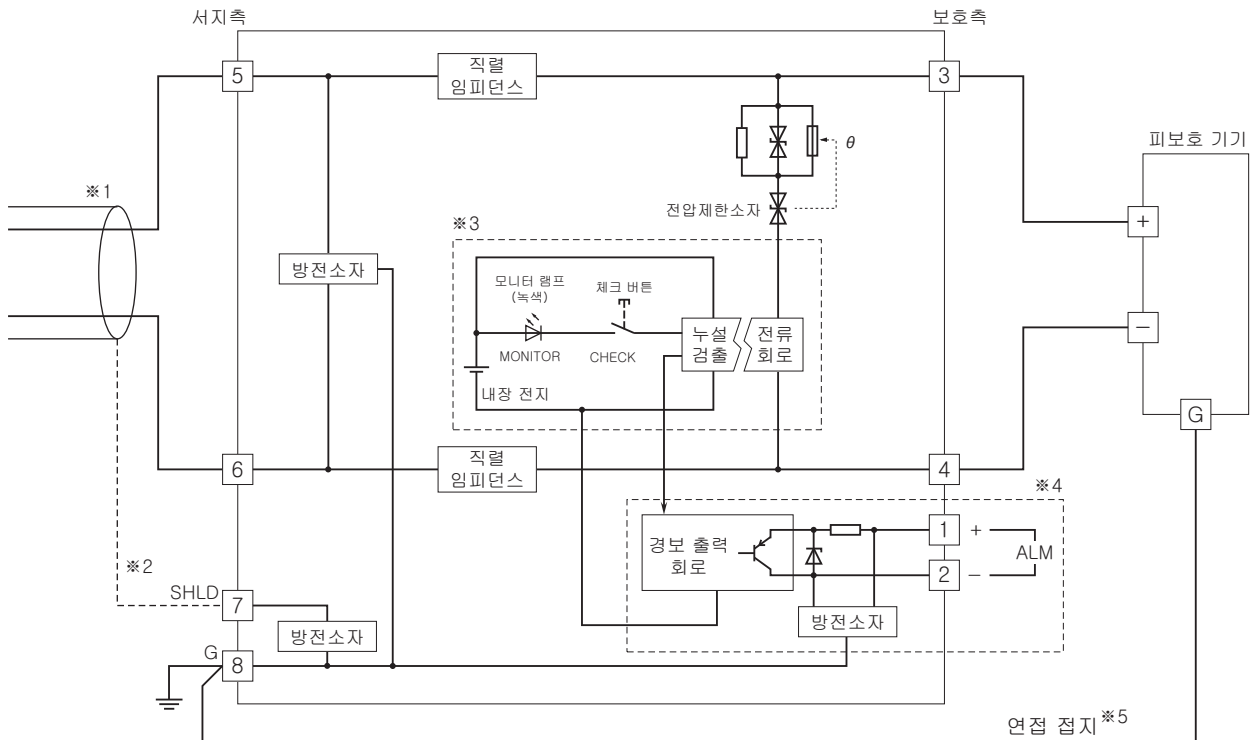 서지측
보호측
5
직렬
임피던스
3
θ
피보호 기기
※1
전압제한소자
※3
+
방전소자
모니터 램프
(녹색)
체크 버튼
누설
검출
전류
회로
MONITOR
CHECK
−
내장 전지
G
6
직렬
임피던스
4
※4
경보 출력
회로
1
+
ALM
2
−
※2
SHLD
7
방전소자
방전소자
G
8
연접 접지※5